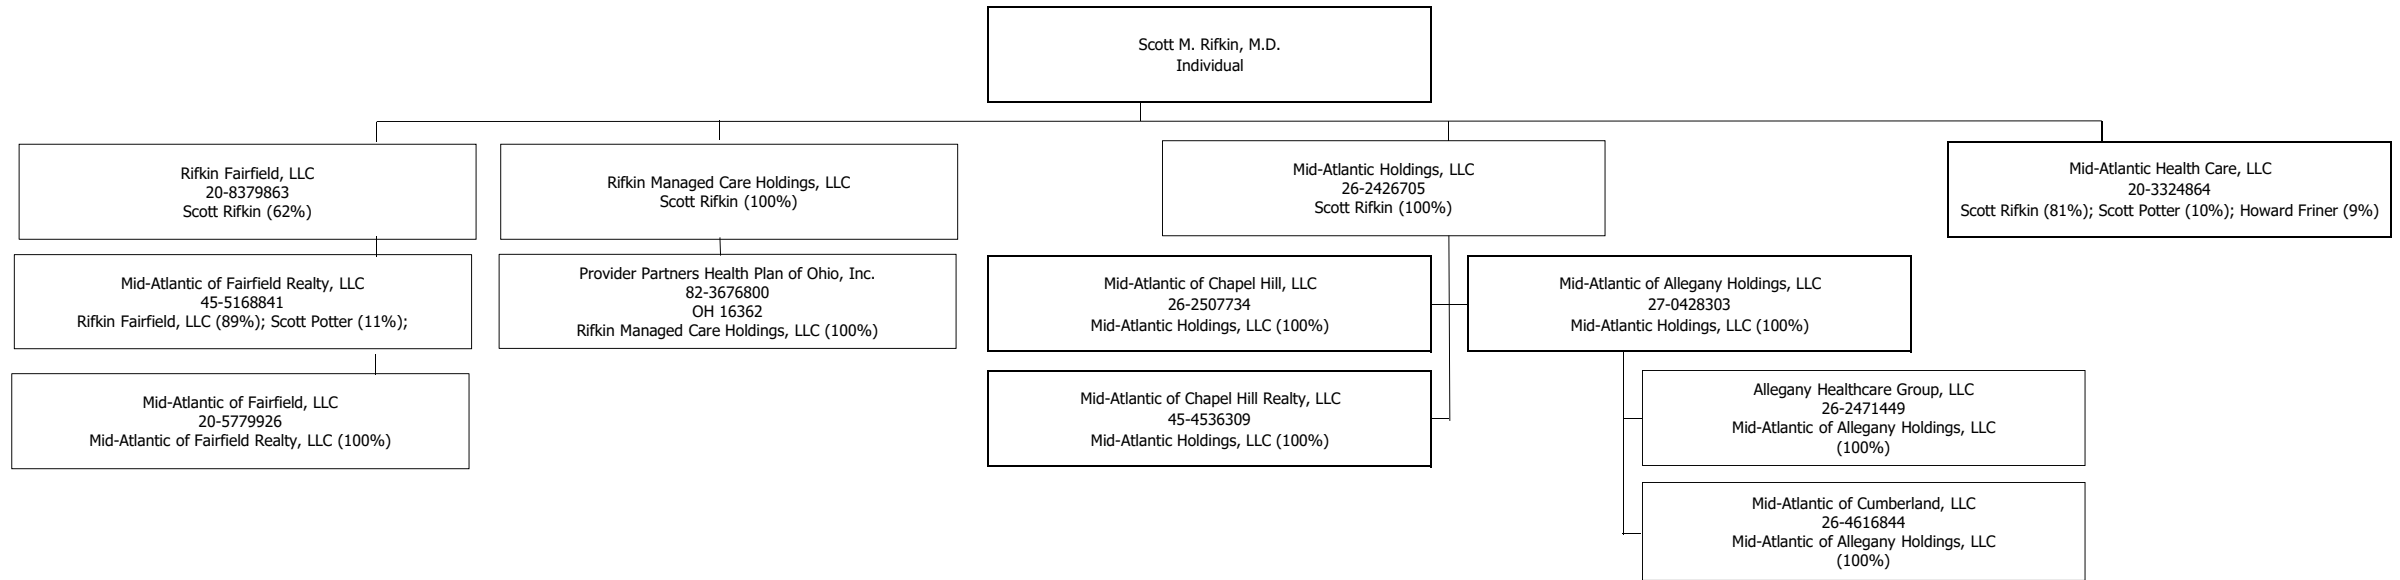 Scott M. Rifkin, M.D.
Individual
Rifkin Fairfield, LLC
20-8379863
Scott Rifkin (62%)
Rifkin Managed Care Holdings, LLC
Scott Rifkin (100%)
Mid-Atlantic Holdings, LLC
26-2426705
Scott Rifkin (100%)
Mid-Atlantic Health Care, LLC
20-3324864
Scott Rifkin (81%); Scott Potter (10%); Howard Friner (9%)
Mid-Atlantic of Fairfield Realty, LLC
45-5168841
Rifkin Fairfield, LLC (89%); Scott Potter (11%);
Provider Partners Health Plan of Ohio, Inc.
82-3676800
OH 16362
Rifkin Managed Care Holdings, LLC (100%)
Mid-Atlantic of Chapel Hill, LLC
26-2507734
Mid-Atlantic Holdings, LLC (100%)
Mid-Atlantic of Allegany Holdings, LLC
27-0428303
Mid-Atlantic Holdings, LLC (100%)
Mid-Atlantic of Fairfield, LLC
20-5779926
Mid-Atlantic of Fairfield Realty, LLC (100%)
Mid-Atlantic of Chapel Hill Realty, LLC
45-4536309
Mid-Atlantic Holdings, LLC (100%)
Allegany Healthcare Group, LLC
26-2471449
Mid-Atlantic of Allegany Holdings, LLC
(100%)
Mid-Atlantic of Cumberland, LLC
26-4616844
Mid-Atlantic of Allegany Holdings, LLC
(100%)